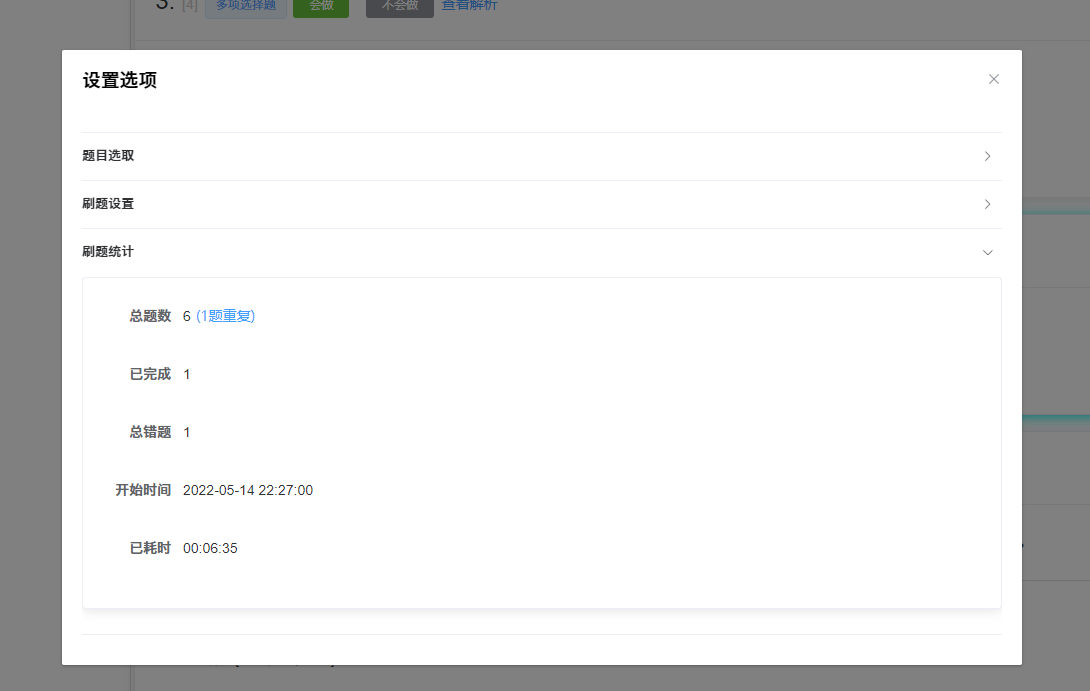 3. [4] 多项选择题 会做 不会做 查看解析
设置选项
题目选取
刷题设置
刷题统计
总题数 6 (1题重复)
已完成 1
总错题 1
开始时间 2022-05-14 22:27:00
已耗时 00:06:35